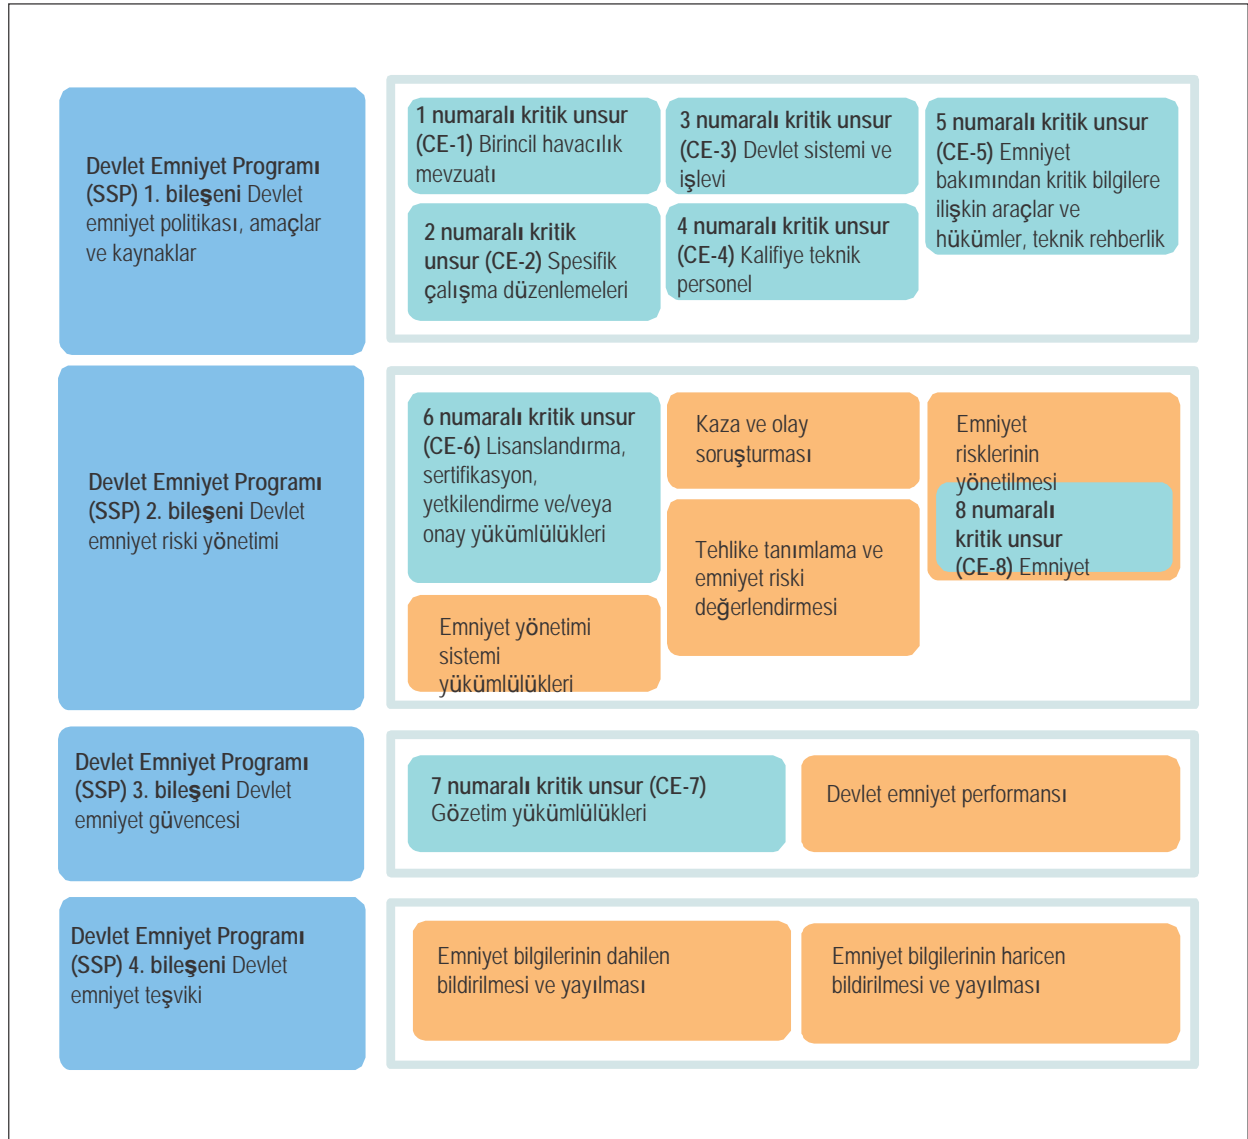 Devlet Emniyet Programı
(SSP) 1. bileşeni Devlet
emniyet politikası, amaçlar
ve kaynaklar
1 numaralı kritik unsur
(CE-1) Birincil havacılık
mevzuatı
2 numaralı kritik
unsur (CE-2) Spesifik
çalışma düzenlemeleri
3 numaralı kritik unsur
(CE-3) Devlet sistemi ve
işlevi
4 numaralı kritik unsur
(CE-4) Kalifiye teknik
personel
5 numaralı kritik unsur
(CE-5) Emniyet
bakımından kritik bilgilere
ilişkin araçlar ve
hükümler, teknik rehberlik
Devlet Emniyet Programı
(SSP) 2. bileşeni Devlet
emniyet riski yönetimi
6 numaralı kritik unsur
(CE-6) Lisanslandırma,
sertifikasyon,
yetkilendirme ve/veya
onay yükümlülükleri
Emniyet yönetimi
sistemi
yükümlülükleri
Kaza ve olay
soruşturması
Tehlike tanımlama ve
emniyet riski
değerlendirmesi
Emniyet
risklerinin
yönetilmesi
8 numaralı
kritik unsur
(CE-8) Emniyet
Devlet Emniyet Programı
(SSP) 3. bileşeni Devlet
emniyet güvencesi
7 numaralı kritik unsur (CE-7)
Gözetim yükümlülükleri
Devlet emniyet performansı
Devlet Emniyet Programı
(SSP) 4. bileşeni Devlet
emniyet teşviki
Emniyet bilgilerinin dahilen
bildirilmesi ve yayılması
Emniyet bilgilerinin haricen
bildirilmesi ve yayılması